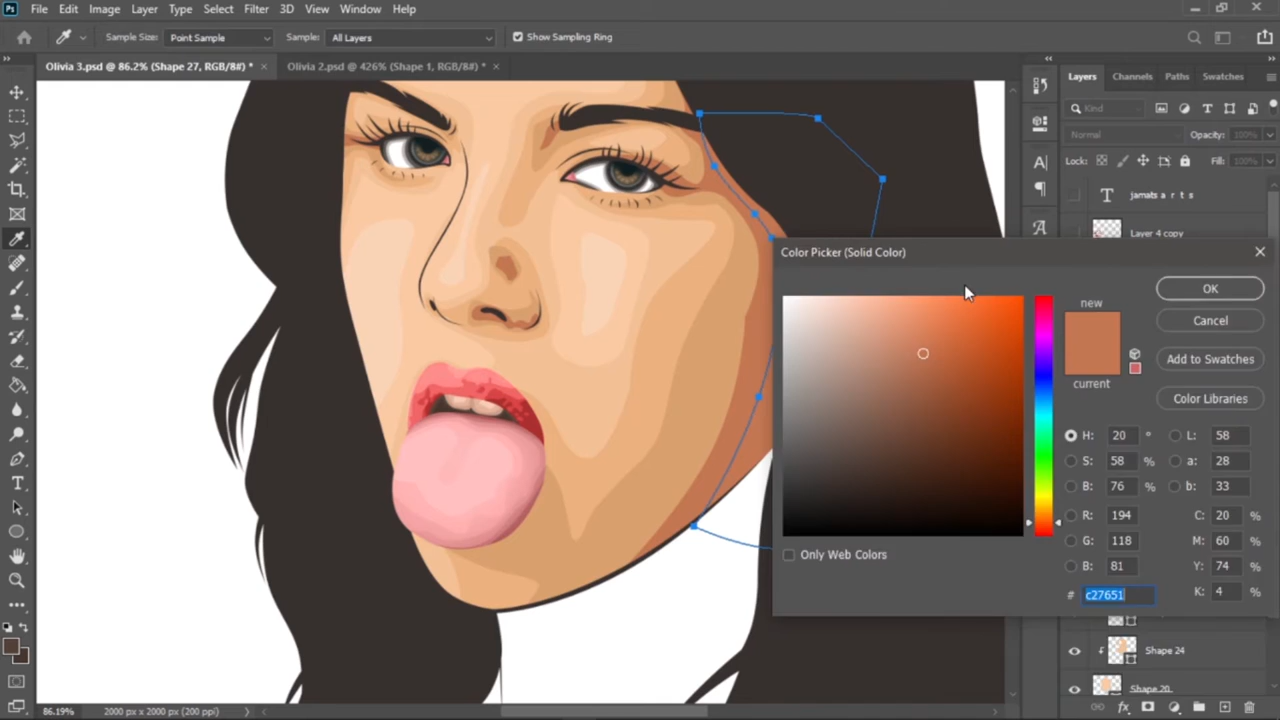 Ps File Edit Image Layer Type Select Filter 3D View Window Help
Sample Size: Point Sample Sample: All Layers Show Sampling Ring
Olivia 3.psd @ 86.2% (Shape 27, RGB/8#) * × Olivia 2.psd @ 426% (Shape 1, RGB/8#) * ×
Layers Channels Paths Swatches
Kind
Normal Opacity: 100%
Lock: Fill: 100%
T jamats a r t s
Layer 4 copy
Color Picker (Solid Color)
new
current
OK
Cancel
Add to Swatches
Color Libraries
H: 20 ° L: 58
S: 58 % a: 28
B: 76 % b: 33
R: 194 C: 20 %
G: 118 M: 60 %
B: 81 Y: 74 %
# c27651 K: 4 %
Only Web Colors
Shape 24
Shape 20
86.19% 2000 px x 2000 px (200 ppi)